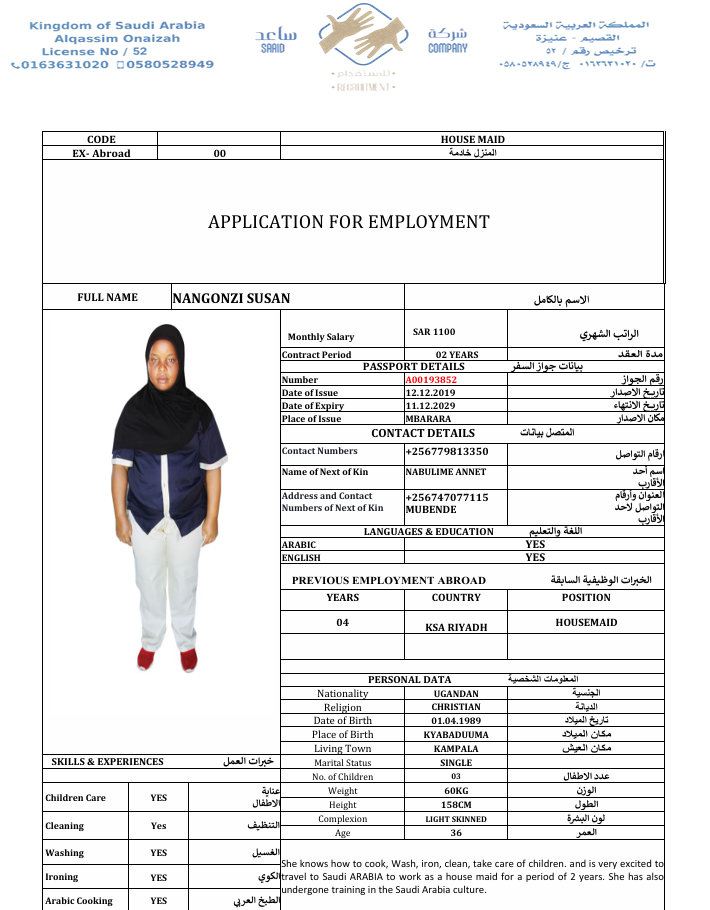 Kingdom of Saudi Arabia
Alqassim Onaizah
License No / 52
0163631020 0580528949
ساعد
SAAID
شركة
COMPANY
للاستقدام
RECRUITMENT
المملكة العربية السعودية
القصيم - عنيزة
ترخيص رقم / ٥٢
ت/ ٠١٦٣٦٣١٠٢٠ ج/ ٠٥٨٠٥٢٨٩٤٩
CODE HOUSE MAID
EX- Abroad 00 المنزل خادمة
APPLICATION FOR EMPLOYMENT
FULL NAME NANGONZI SUSAN الاسم بالكامل
Monthly Salary SAR 1100 الراتب الشهري
Contract Period 02 YEARS مدة العقد
PASSPORT DETAILS بيانات جواز السفر
Number A00193852 رقم الجواز
Date of Issue 12.12.2019 تاريخ الاصدار
Date of Expiry 11.12.2029 تاريخ الانتهاء
Place of Issue MBARARA مكان الاصدار
CONTACT DETAILS المتصل بيانات
Contact Numbers +256779813350 ارقام التواصل
Name of Next of Kin NABULIME ANNET اسم أحد
الأقارب
Address and Contact +256747077115 العنوان وأرقام
Numbers of Next of Kin MUBENDE التواصل لاحد
الأقارب
LANGUAGES & EDUCATION اللغة والتعليم
ARABIC YES
ENGLISH YES
PREVIOUS EMPLOYMENT ABROAD الخبرات الوظيفية السابقة
YEARS COUNTRY POSITION
04 KSA RIYADH HOUSEMAID
PERSONAL DATA المعلومات الشخصية
Nationality UGANDAN الجنسية
Religion CHRISTIAN الديانة
Date of Birth 01.04.1989 تاريخ الميلاد
Place of Birth KYABADUUMA مكان الميلاد
Living Town KAMPALA مكان العيش
Marital Status SINGLE
No. of Children 03 عدد الاطفال
Weight 60KG الوزن
Height 158CM الطول
Complexion LIGHT SKINNED لون البشرة
Age 36 العمر
SKILLS & EXPERIENCES خبرات العمل
Children Care YES عناية
الاطفال
Cleaning Yes التنظيف
Washing YES الغسيل
Ironing YES الكوي
Arabic Cooking YES الطبخ العربي
She knows how to cook, Wash, iron, clean, take care of children. and is very excited to
travel to Saudi ARABIA to work as a house maid for a period of 2 years. She has also
undergone training in the Saudi Arabia culture.